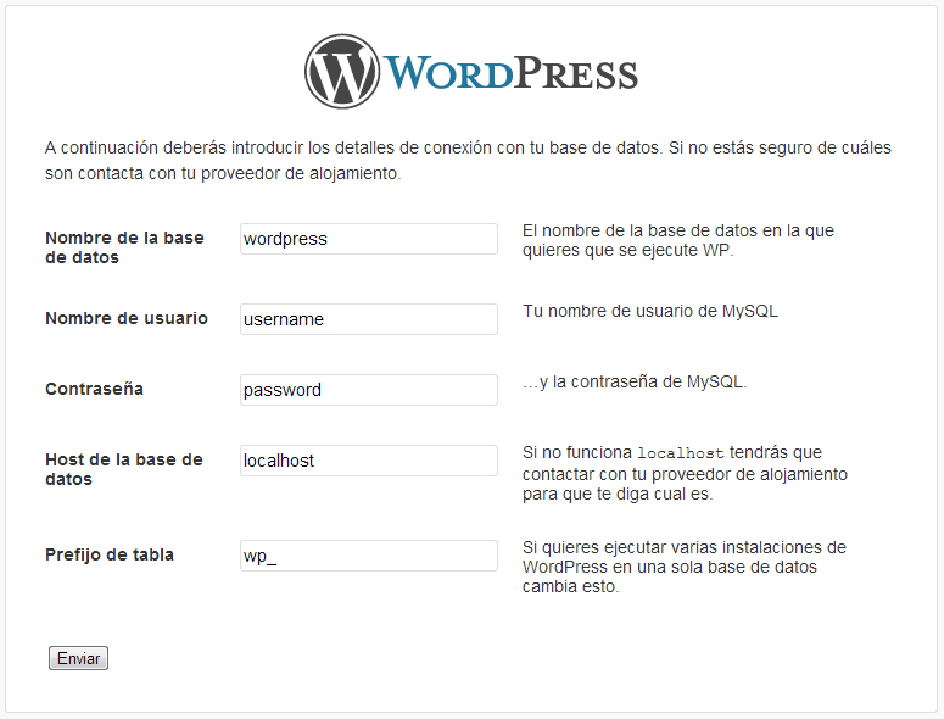 WORDPRESS
A continuación deberás introducir los detalles de conexión con tu base de datos. Si no estás seguro de cuáles
son contacta con tu proveedor de alojamiento.
Nombre de la base
de datos
wordpress
El nombre de la base de datos en la que
quieres que se ejecute WP.
Nombre de usuario
username
Tu nombre de usuario de MySQL
Contraseña
password
…y la contraseña de MySQL.
Host de la base de
datos
localhost
Si no funciona localhost tendrás que
contactar con tu proveedor de alojamiento
para que te diga cual es.
Prefijo de tabla
wp_
Si quieres ejecutar varias instalaciones de
WordPress en una sola base de datos
cambia esto.
Enviar